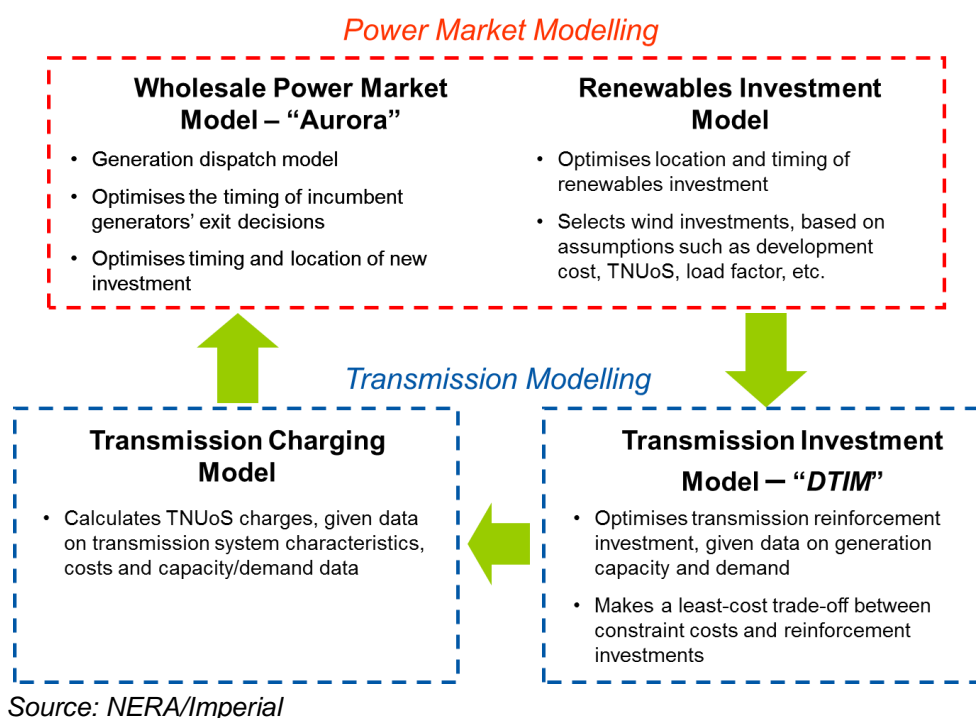 Power Market Modelling
Wholesale Power Market
Model – “Aurora”
• Generation dispatch model
• Optimises the timing of incumbent
generators’ exit decisions
• Optimises timing and location of new
investment
Renewables Investment
Model
• Optimises location and timing of
renewables investment
• Selects wind investments, based on
assumptions such as development
cost, TNUoS, load factor, etc.
Transmission Modelling
Transmission Charging
Model
• Calculates TNUoS charges, given data
on transmission system characteristics,
costs and capacity/demand data
Transmission Investment
Model – “DTIM”
• Optimises transmission reinforcement
investment, given data on generation
capacity and demand
• Makes a least-cost trade-off between
constraint costs and reinforcement
investments
Source: NERA/Imperial